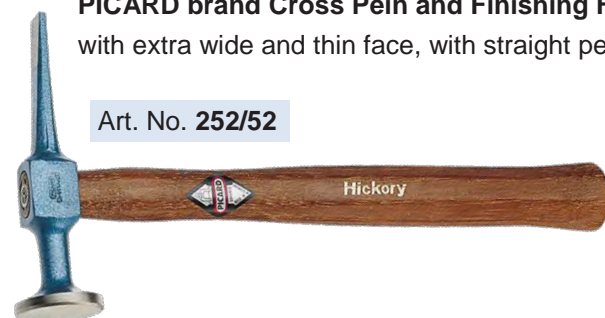 PICARD brand Cross Pein and Finishing
with extra wide and thin face, with straight
Art. No. 252/52
PICARD
Hickory